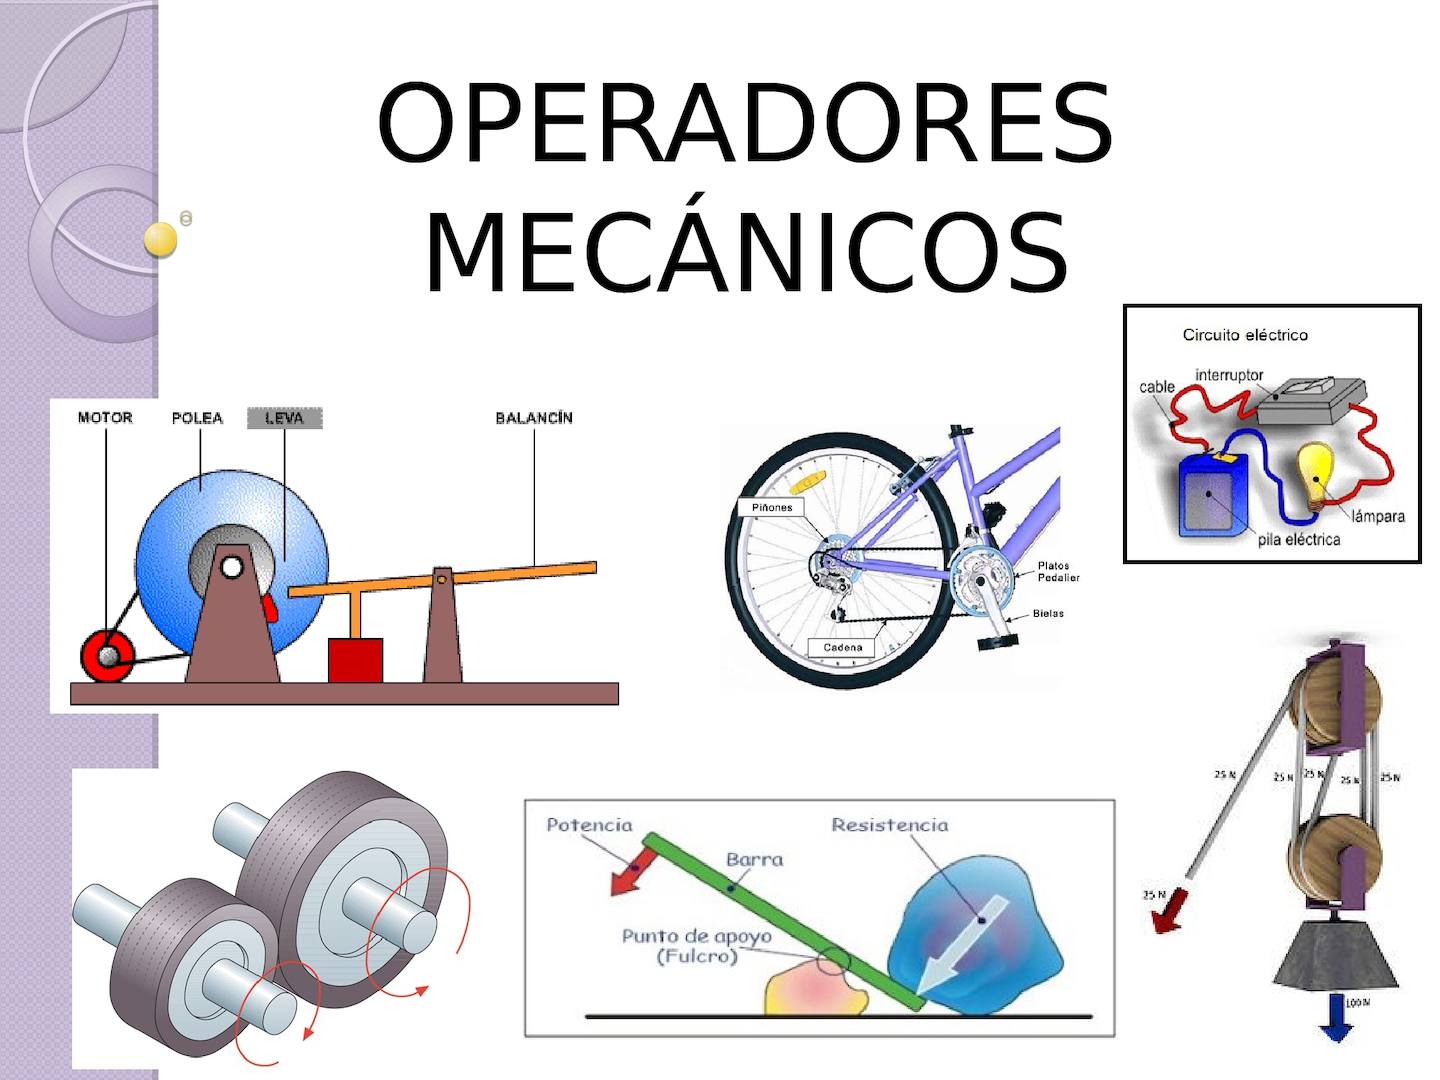 OPERADORES
MECÁNICOS
Circuito eléctrico
interruptor
cable
lámpara
pila eléctrica
MOTOR
POLEA
LEVA
BALANCÍN
Piñones
Platos
Pedalier
Bielas
Cadena
25 N
25 N
25 N
25 N
25 N
25 N
100N
Potencia
Resistencia
Barra
Punto de apoyo
(Fulcro)